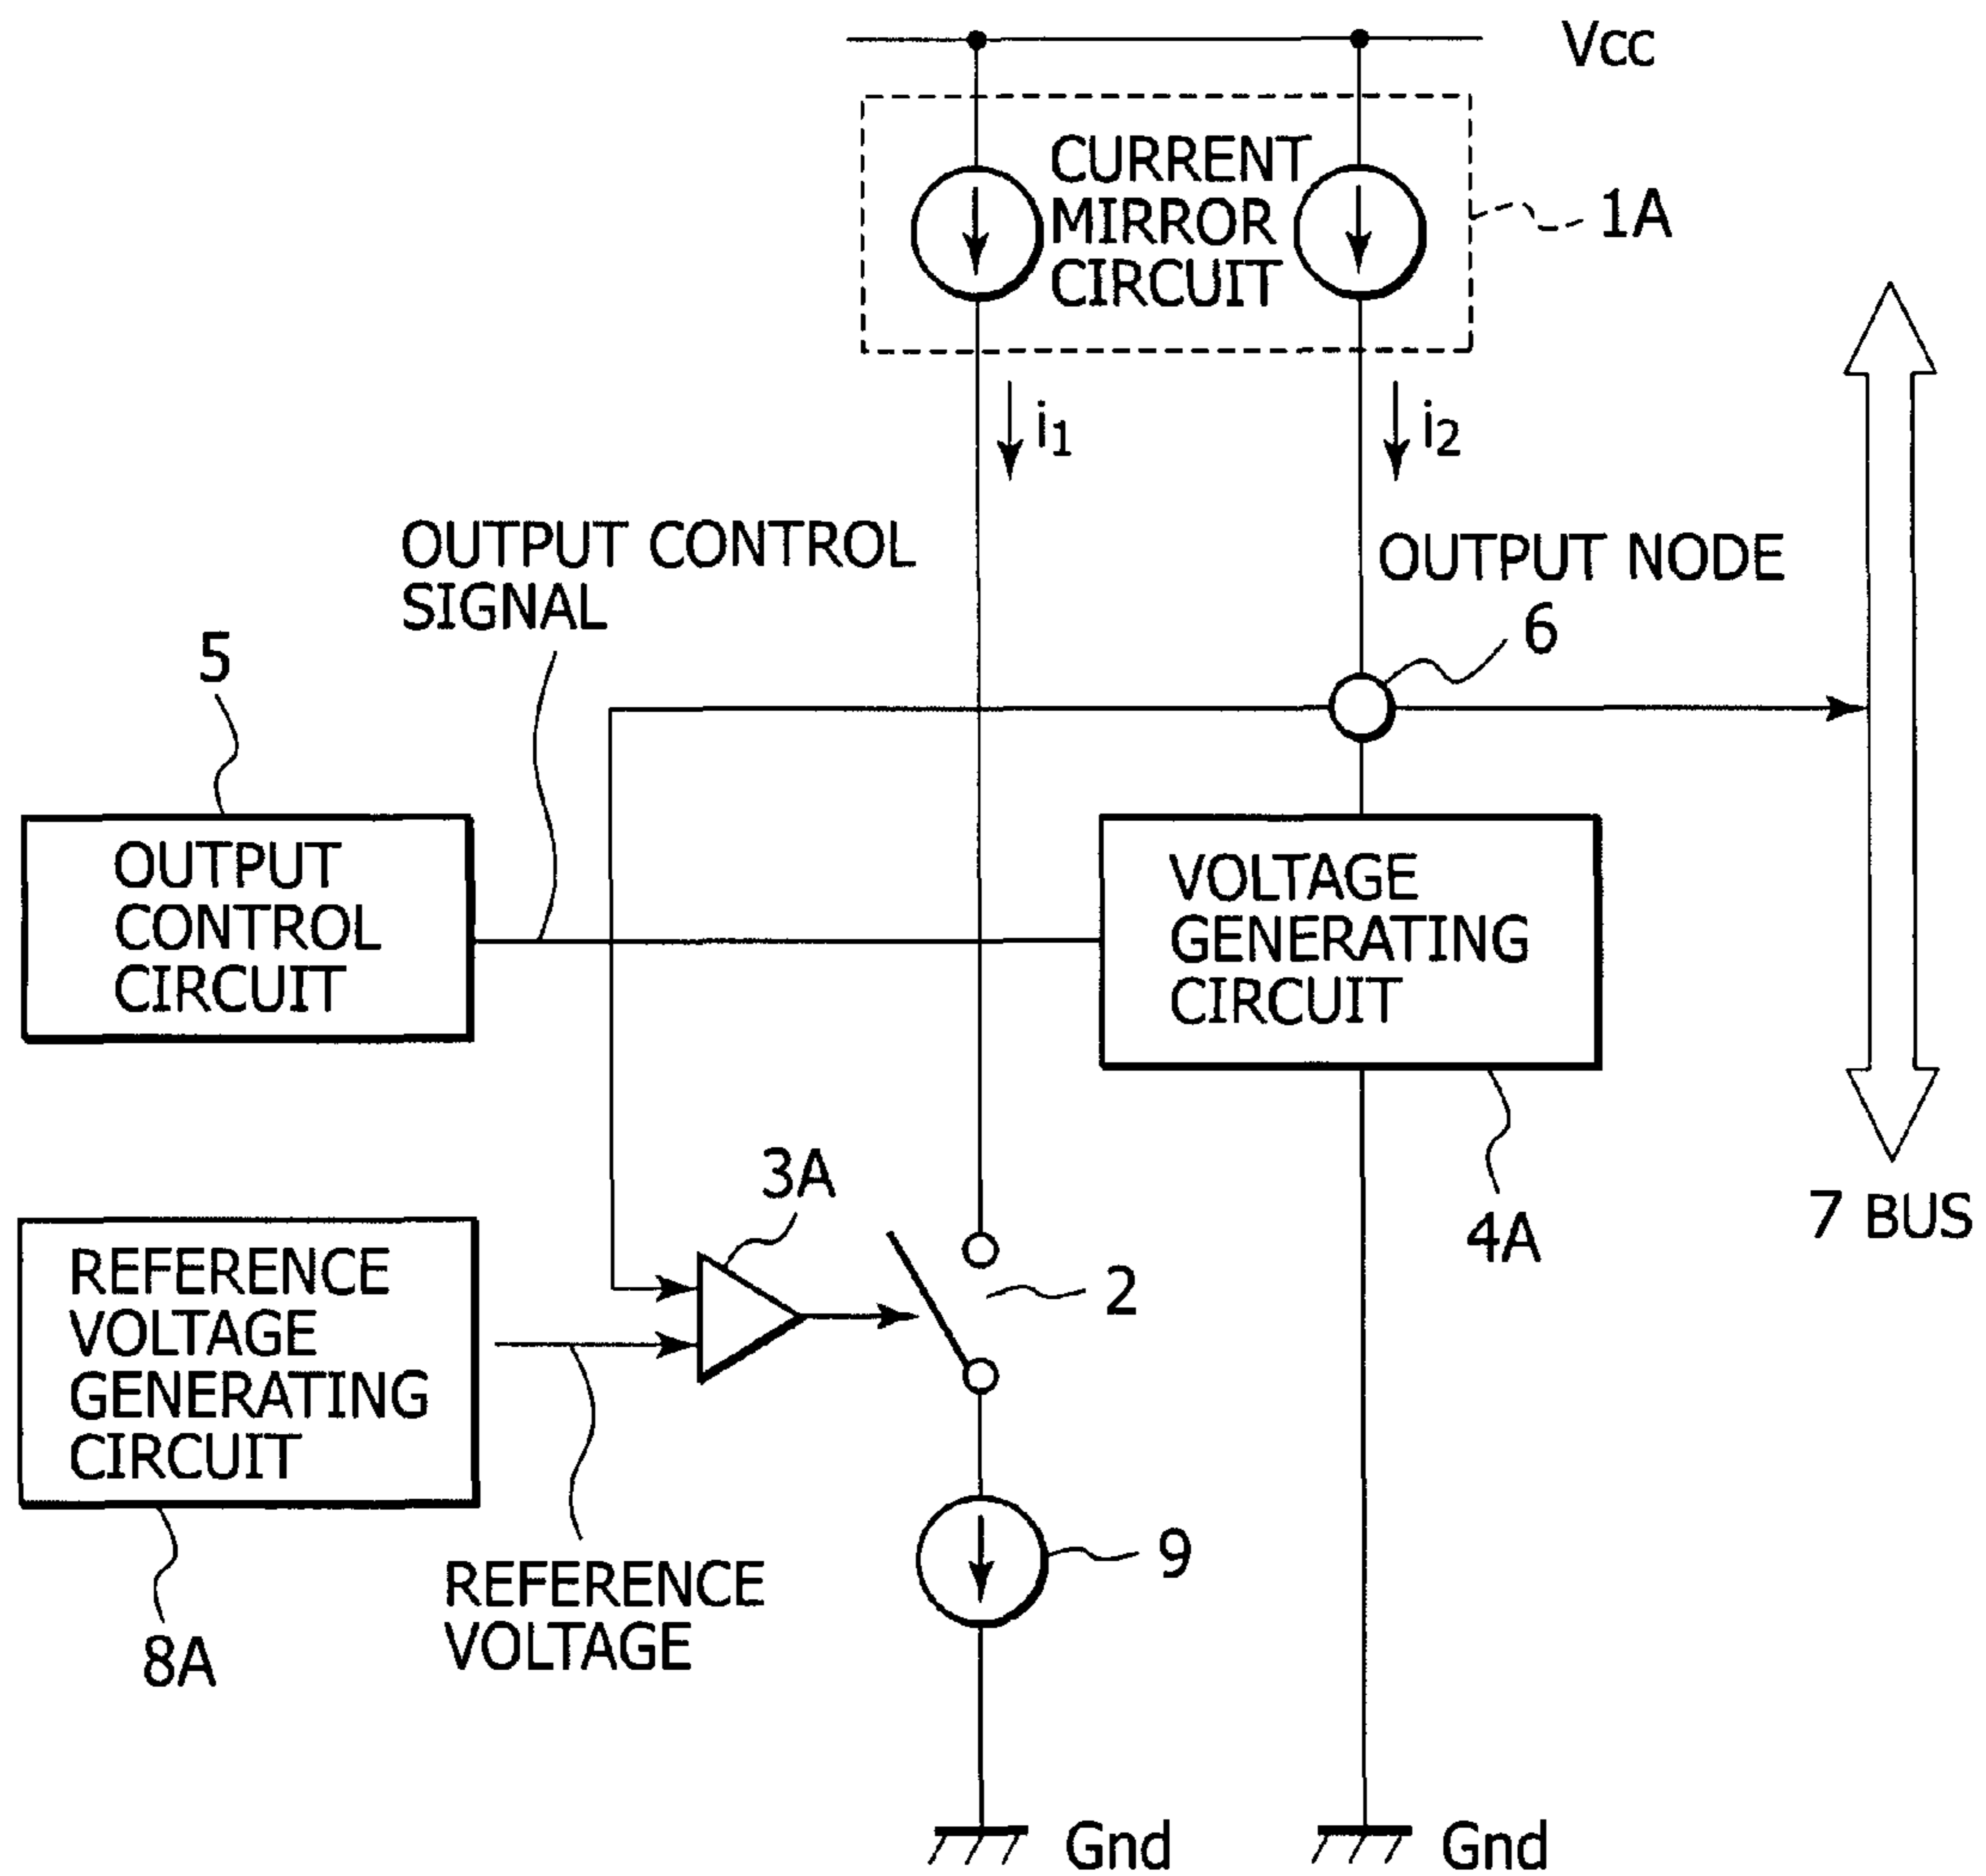 Vcc
CURRENT
MIRROR
CIRCUIT
1A
i1
i2
OUTPUT CONTROL
SIGNAL
OUTPUT NODE
6
5
OUTPUT
CONTROL
CIRCUIT
VOLTAGE
GENERATING
CIRCUIT
3A
4A
7 BUS
REFERENCE
VOLTAGE
GENERATING
CIRCUIT
2
9
REFERENCE
VOLTAGE
8A
Gnd
Gnd